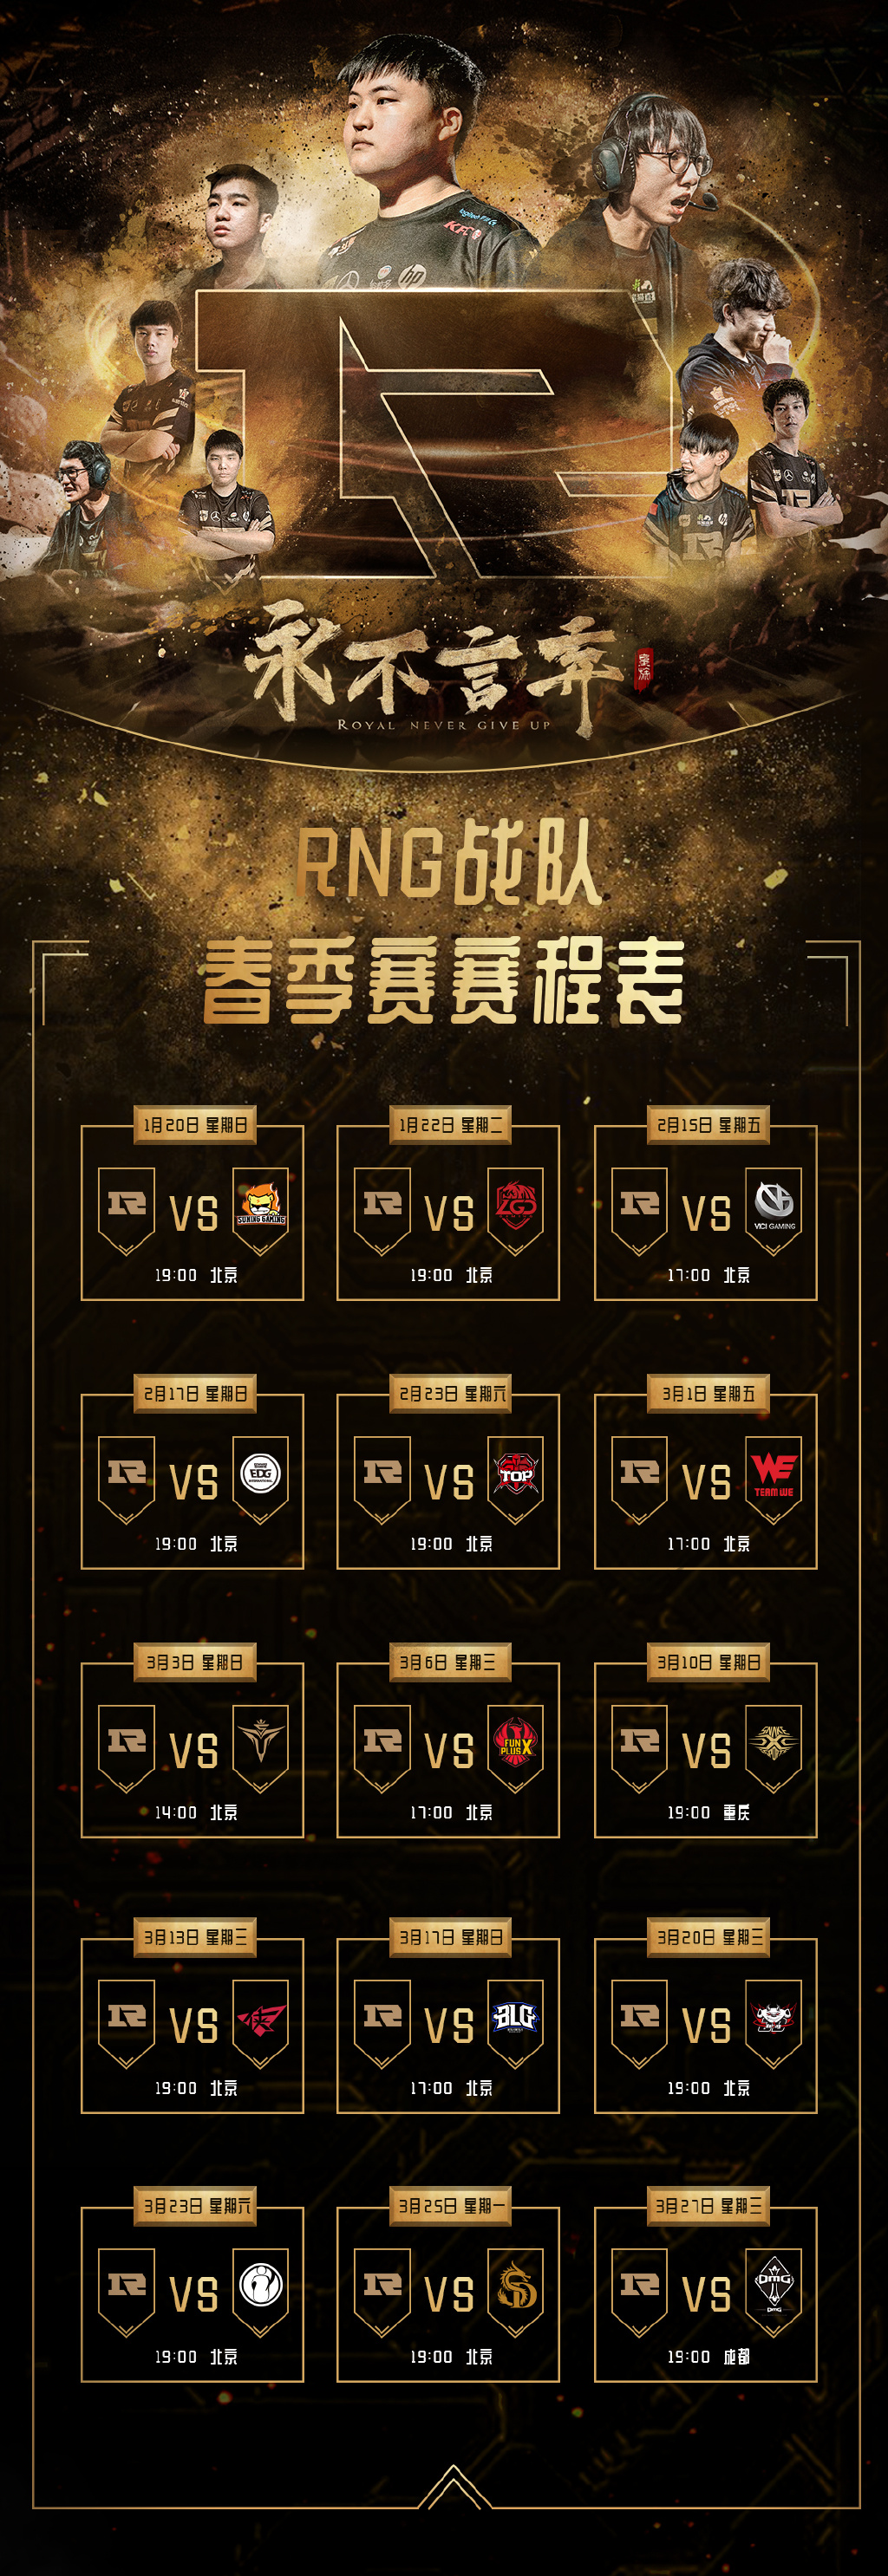 KFC
hp
永不言弃
皇族
ROYAL NEVER GIVE UP
RNG战队
春季赛赛程表
1月20日 星期日
VS
SUNING GAMING
19:00 北京
1月22日 星期二
VS
LGD
19:00 北京
2月15日 星期五
VS
VICI GAMING
17:00 北京
2月17日 星期日
VS
EDG
19:00 北京
2月23日 星期六
VS
TOP
19:00 北京
3月1日 星期五
VS
WE
TEAM WE
17:00 北京
3月3日 星期日
VS
14:00 北京
3月6日 星期三
VS
FUN
PLUS X
17:00 北京
3月10日 星期日
VS
SNAKE
19:00 重庆
3月13日 星期三
VS
19:00 北京
3月17日 星期日
VS
BLG
17:00 北京
3月20日 星期三
VS
19:00 北京
3月23日 星期六
VS
19:00 北京
3月25日 星期一
VS
19:00 北京
3月27日 星期三
VS
DMG
19:00 成都